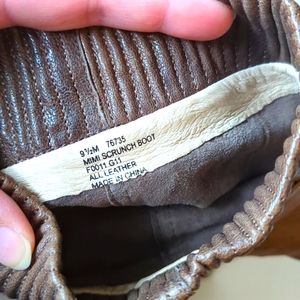 9½M 76735
MIMI SCRUNCH BOOT
F0011 G11
ALL LEATHER
MADE IN CHINA